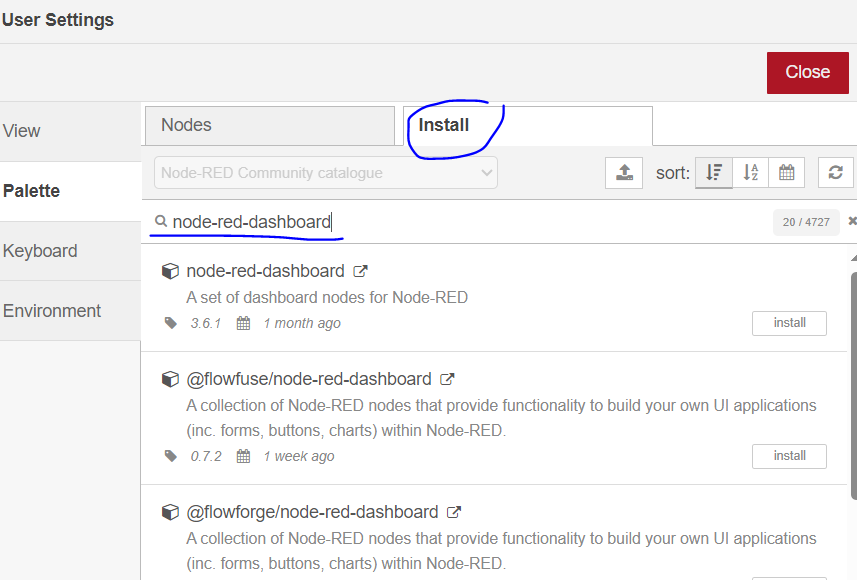 User Settings
Close
View
Palette
Keyboard
Environment
Nodes
Install
Node-RED Community catalogue
sort:
node-red-dashboard
20 / 4727
node-red-dashboard
A set of dashboard nodes for Node-RED
3.6.1 1 month ago
install
@flowfuse/node-red-dashboard
A collection of Node-RED nodes that provide functionality to build your own UI applications
(inc. forms, buttons, charts) within Node-RED.
0.7.2 1 week ago
install
@flowforge/node-red-dashboard
A collection of Node-RED nodes that provide functionality to build your own UI applications
(inc. forms, buttons, charts) within Node-RED.